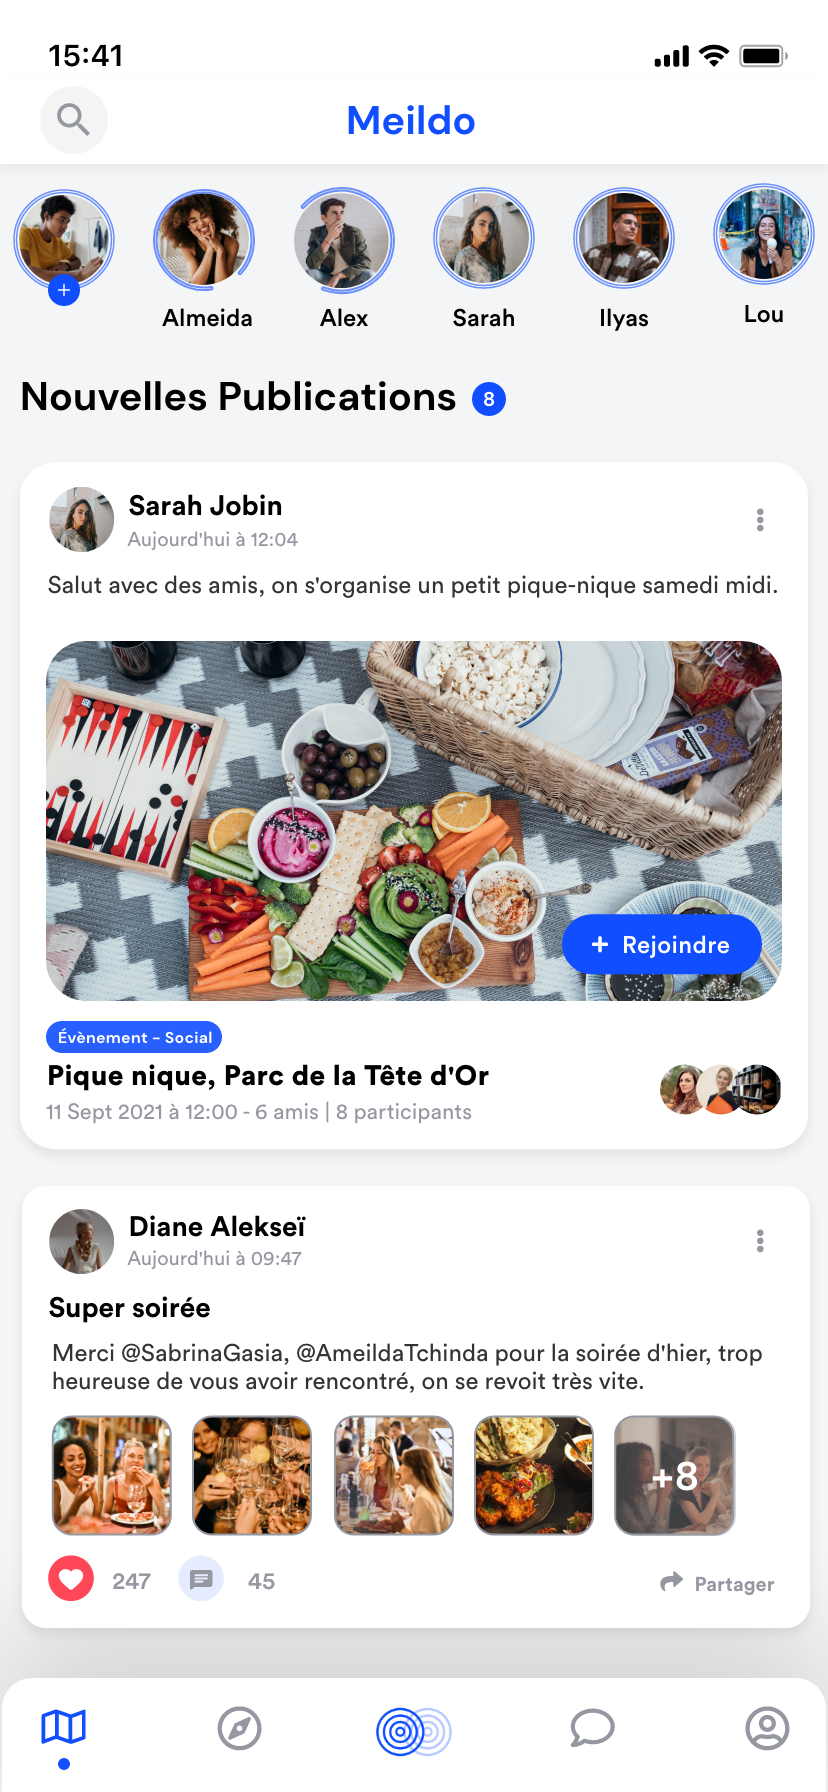 15:41
Meildo
Almeida
Alex
Sarah
Ilyas
Lou
Nouvelles Publications 8
Sarah Jobin
Aujourd'hui à 12:04
Salut avec des amis, on s'organise un petit pique-nique samedi midi.
+ Rejoindre
Évènement - Social
Pique nique, Parc de la Tête d'Or
11 Sept 2021 à 12:00 - 6 amis | 8 participants
Diane Alekseï
Aujourd'hui à 09:47
Super soirée
Merci @SabrinaGasia, @AmeildaTchinda pour la soirée d'hier, trop
heureuse de vous avoir rencontré, on se revoit très vite.
+8
247
45
Partager